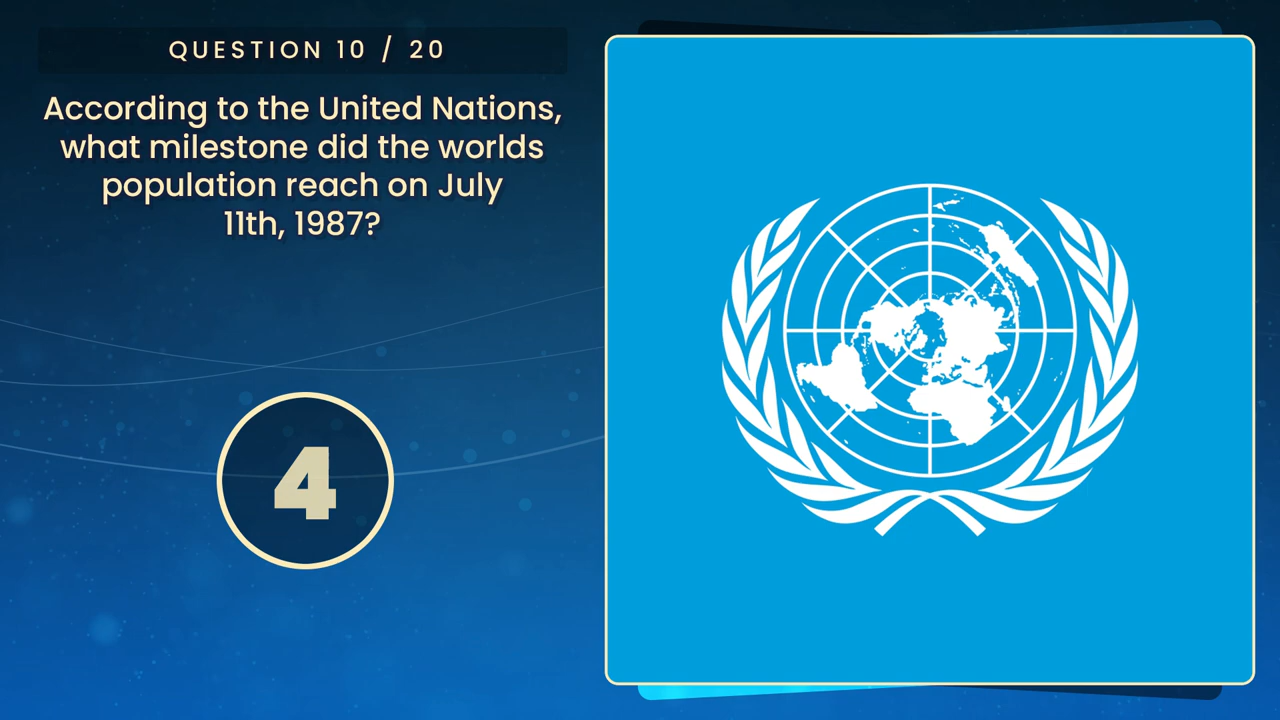 QUESTION 10 / 20
According to the United Nations,
what milestone did the worlds
population reach on July
11th, 1987?
4